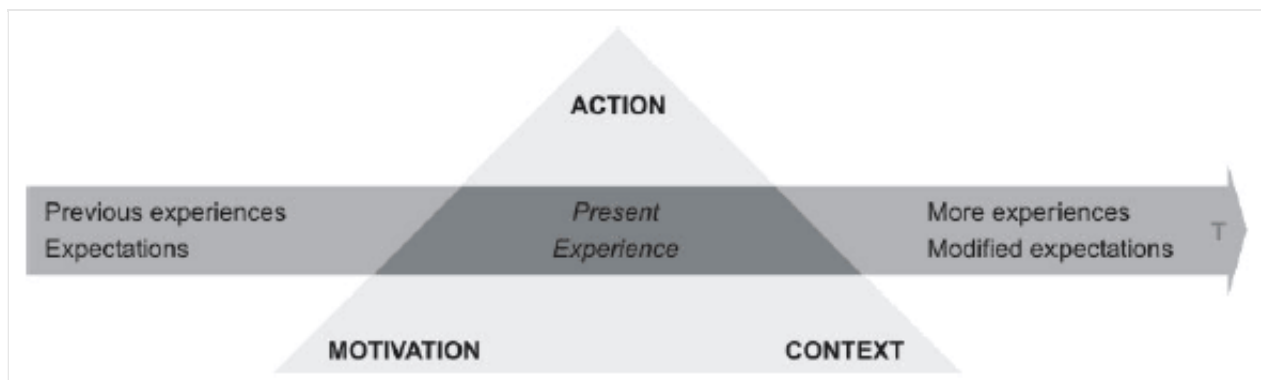 ACTION
Previous experiences
Expectations
Present
Experience
More experiences
Modified expectations
T
MOTIVATION
CONTEXT